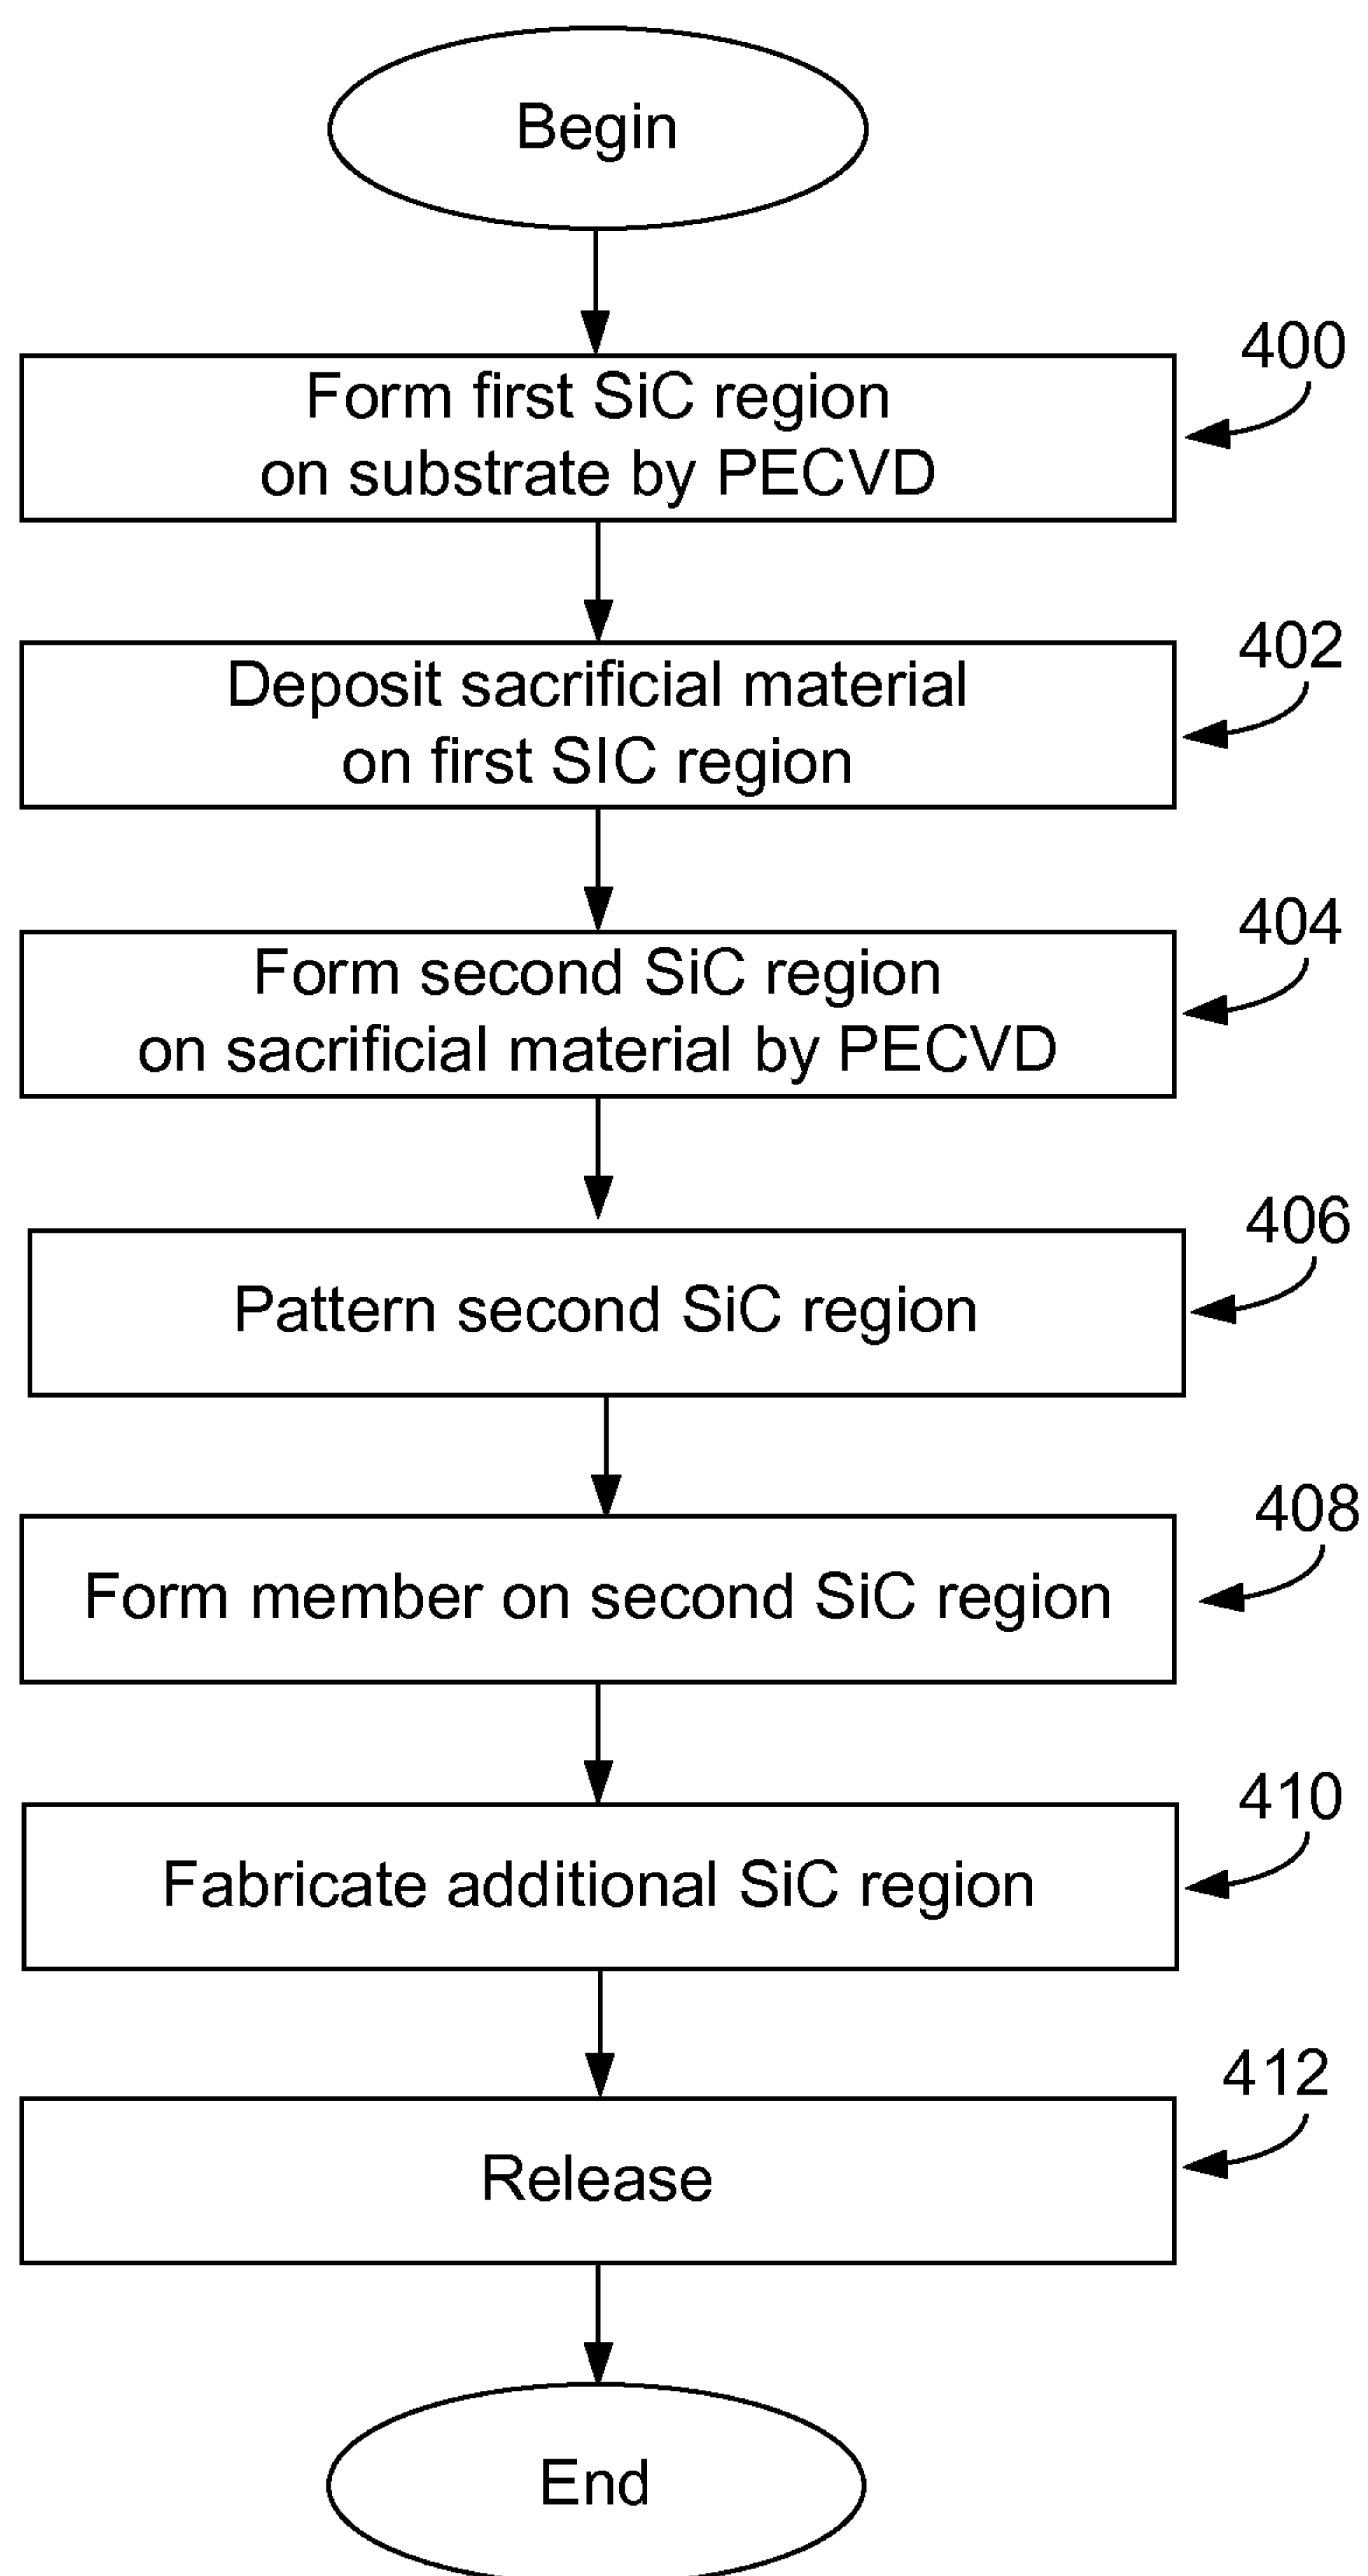 Begin
400
Form first SiC region
on substrate by PECVD
402
Deposit sacrificial material
on first SIC region
404
Form second SiC region
on sacrificial material by PECVD
406
Pattern second SiC region
408
Form member on second SiC region
410
Fabricate additional SiC region
412
Release
End